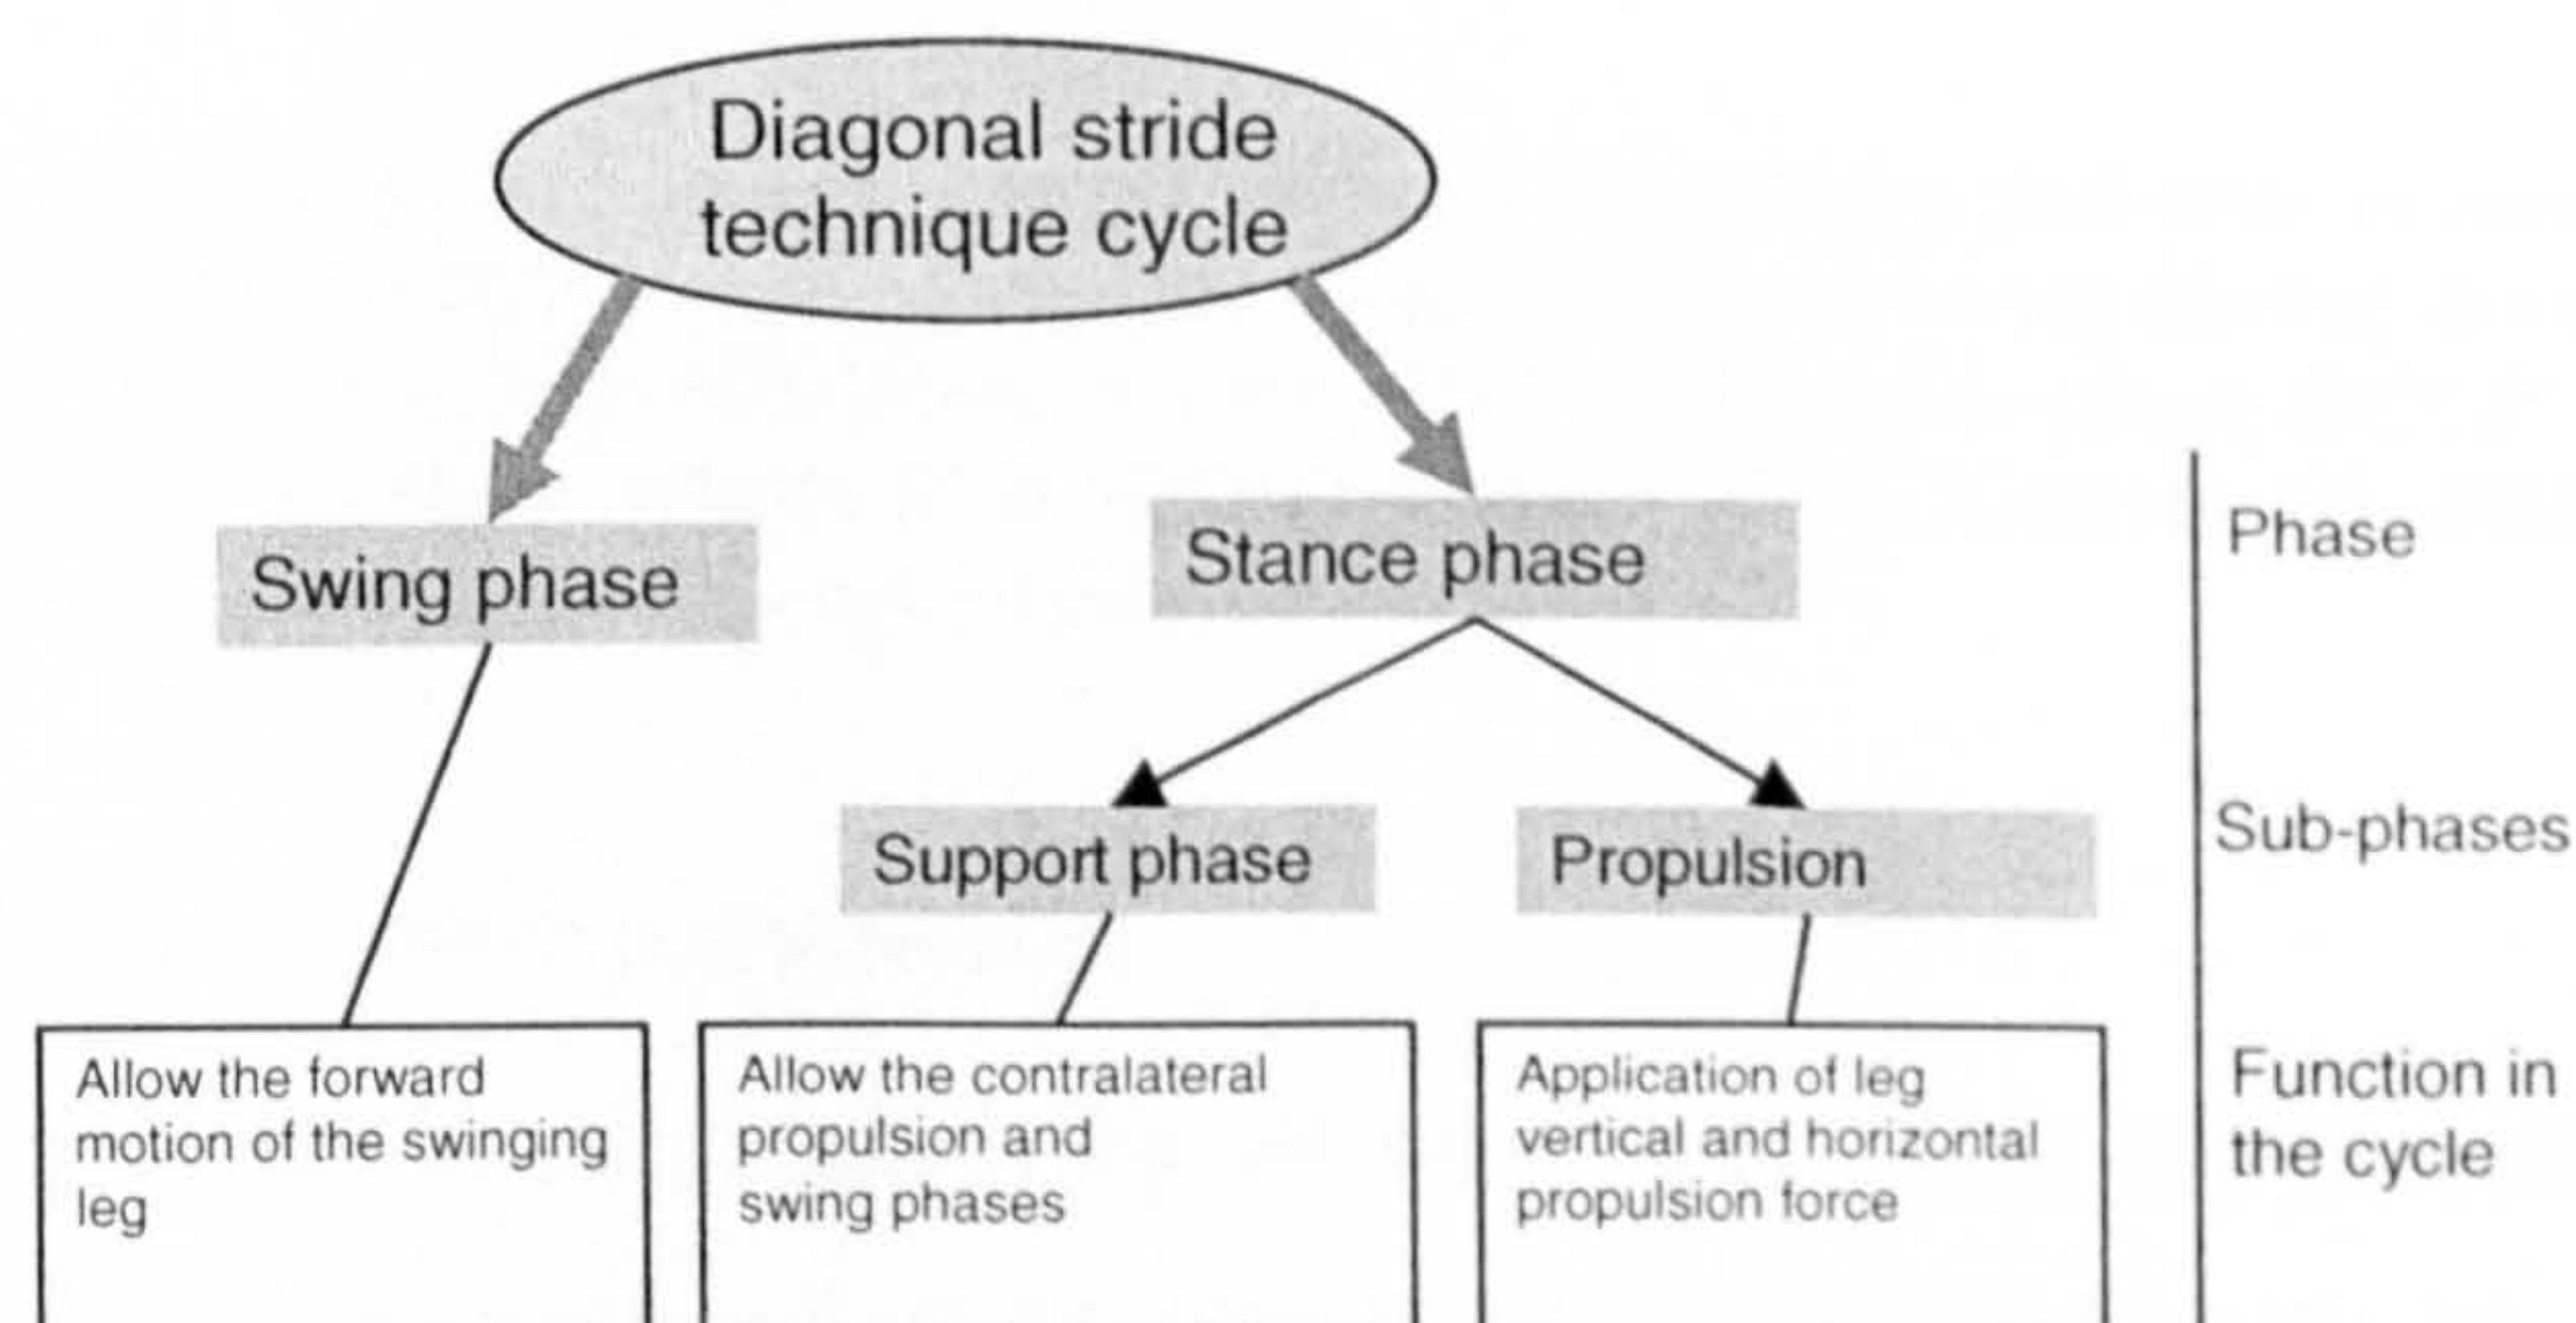 Diagonal stride
technique cycle
Swing phase
Stance phase
Phase
Support phase
Propulsion
Sub-phases
Allow the forward
motion of the swinging
leg
Allow the contralateral
propulsion and
swing phases
Application of leg
vertical and horizontal
propulsion force
Function in
the cycle